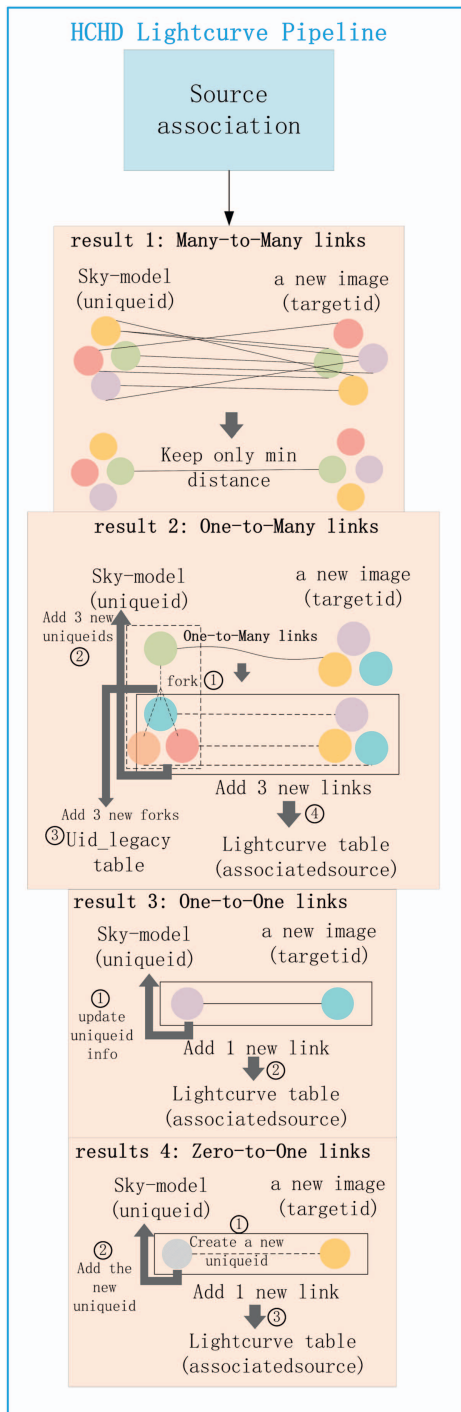 HCHD Lightcurve Pipeline
Source
association
result 1: Many-to-Many links
Sky-model
(uniqueid)
a new image
(targetid)
Keep only min
distance
result 2: One-to-Many links
Sky-model
(uniqueid)
a new image
(targetid)
Add 3 new
uniqueids
②
One-to-Many links
fork ①
Add 3 new forks
③ Uid_legacy
table
Add 3 new links
④
Lightcurve table
(associatedsource)
result 3: One-to-One links
Sky-model
(uniqueid)
a new image
(targetid)
①
update
uniqueid
info
Add 1 new link
②
Lightcurve table
(associatedsource)
results 4: Zero-to-One links
Sky-model
(uniqueid)
a new image
(targetid)
①
Create a new
uniqueid
②
Add the
new
uniqueid
Add 1 new link
③
Lightcurve table
(associatedsource)